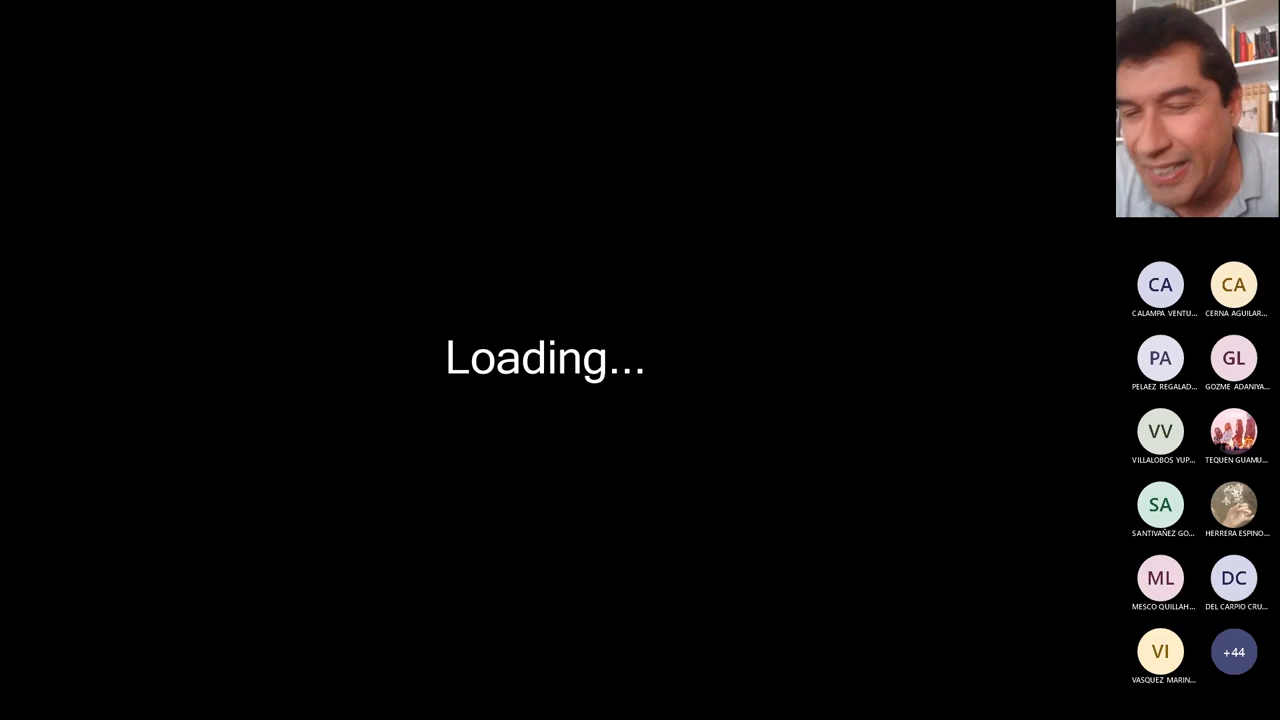 Loading...
CA
CA
CALAMPA VENTU...
CERNA AGUILAR...
PA
GL
PELAEZ REGALAD...
GOZME ADANIYA...
VV
VILLALOBOS YUP...
TEQUEN GUAMU...
SA
SANTIVAÑEZ GO...
HERRERA ESPINO...
ML
DC
MESCO QUILLAH...
DEL CARPIO CRU...
VI
+44
VASQUEZ MARIN...